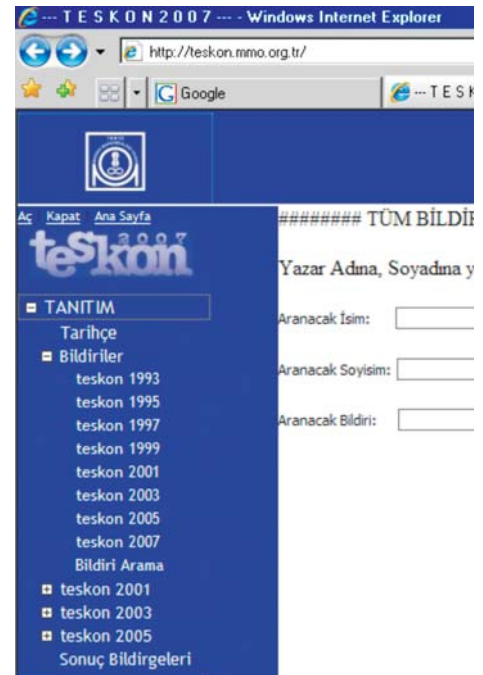 --- T E S K O N 2 0 0 7 --- - Windows Internet Explorer
http://teskon.mmo.org.tr/
Google
--- T E S K
Aç Kapat Ana Sayfa
2007
teskon
######## TÜM BİLDİR
Yazar Adına, Soyadına y
TANITIM
Tarihçe
Bildiriler
teskon 1993
teskon 1995
teskon 1997
teskon 1999
teskon 2001
teskon 2003
teskon 2005
teskon 2007
Bildiri Arama
teskon 2001
teskon 2003
teskon 2005
Sonuç Bildirgeleri
Aranacak İsim:
Aranacak Soyisim:
Aranacak Bildiri: